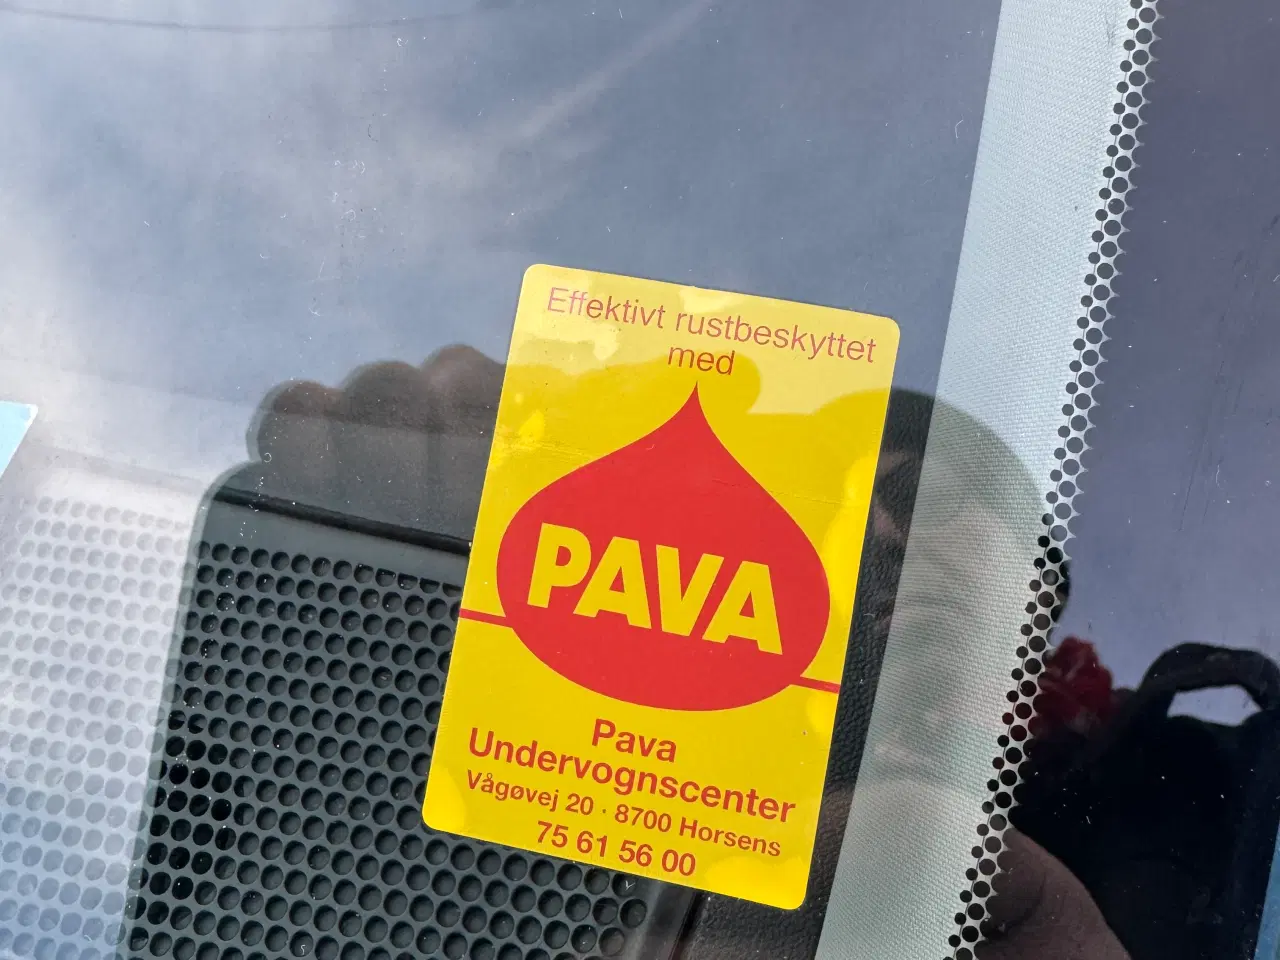 Effektivt rustbeskyttet
med
PAVA
Pava
Undervognscenter
Vågøvej 20 · 8700 Horsens
75 61 56 00